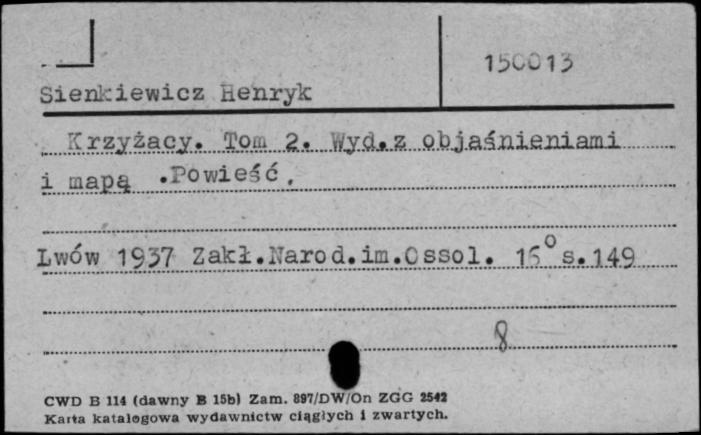 150013
Sienkiewicz Henryk
Krzyżacy. Tom 2. Wyd.z objaśnieniami
i mapą .Powieść.
Lwów 1937 Zakł.Narod.im.Ossol. 16° s.149
8
CWD B 114 (dawny B 15b) Zam. 897/DW/On ZGG 2542
Karta katalogowa wydawnictw ciągłych i zwartych.